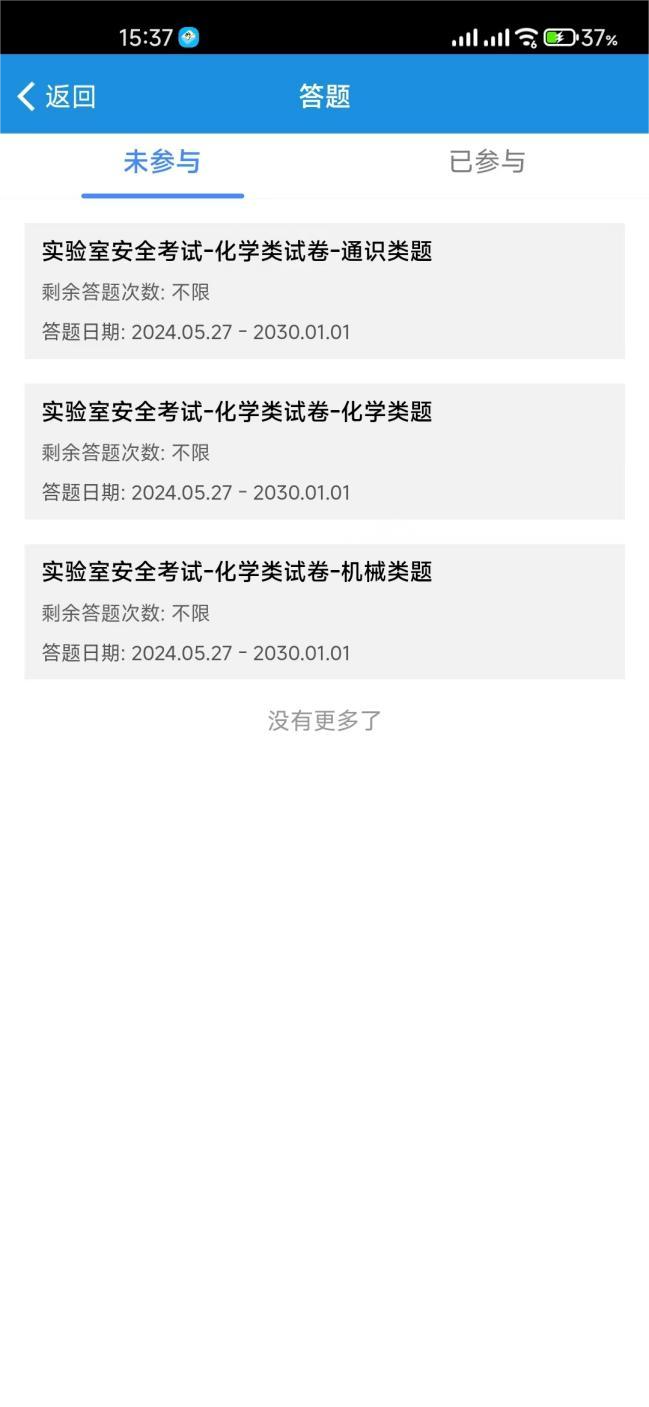 15:37
37%
返回
答题
未参与
已参与
实验室安全考试-化学类试卷-通识类题
剩余答题次数: 不限
答题日期: 2024.05.27 - 2030.01.01
实验室安全考试-化学类试卷-化学类题
剩余答题次数: 不限
答题日期: 2024.05.27 - 2030.01.01
实验室安全考试-化学类试卷-机械类题
剩余答题次数: 不限
答题日期: 2024.05.27 - 2030.01.01
没有更多了